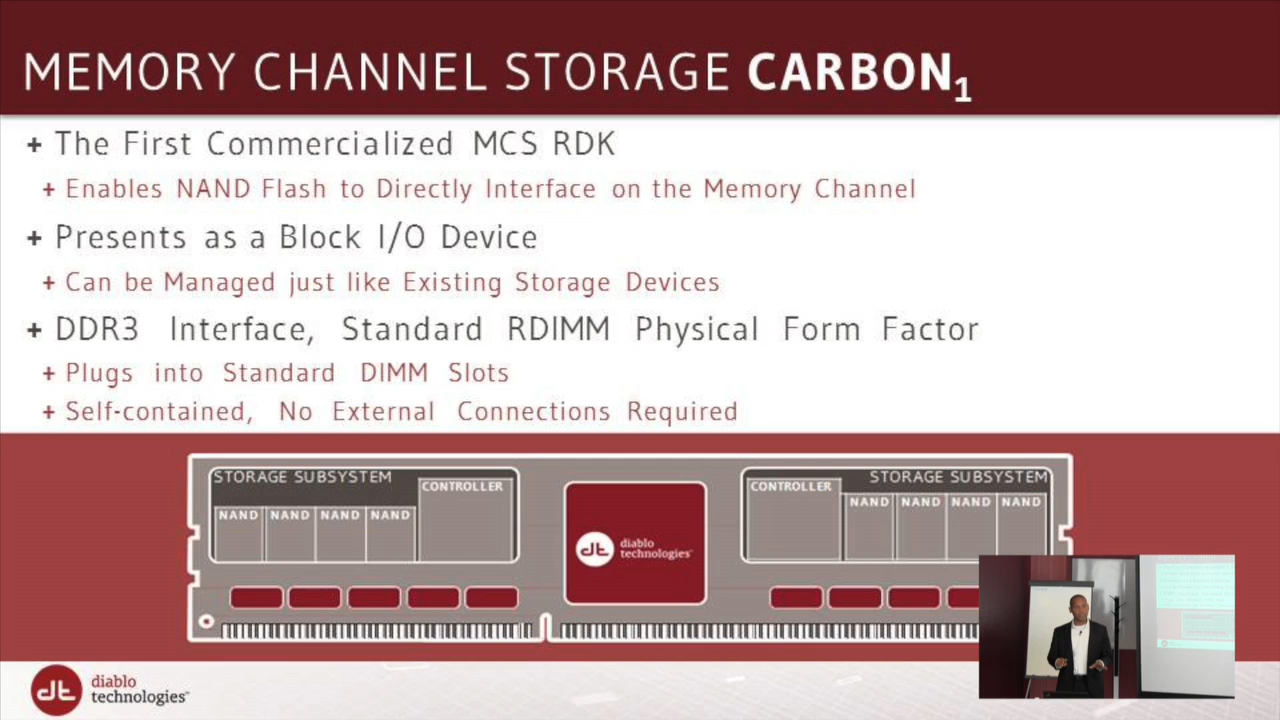 MEMORY CHANNEL STORAGE CARBON1
+ The First Commercialized MCS RDK
+ Enables NAND Flash to Directly Interface on the Memory Channel
+ Presents as a Block I/O Device
+ Can be Managed just like Existing Storage Devices
+ DDR3 Interface, Standard RDIMM Physical Form Factor
+ Plugs into Standard DIMM Slots
+ Self-contained, No External Connections Required
STORAGE SUBSYSTEM
CONTROLLER
NAND NAND NAND NAND
dt diablo
technologies
STORAGE SUBSYSTEM
CONTROLLER
NAND NAND NAND NAND
dt diablo
technologies